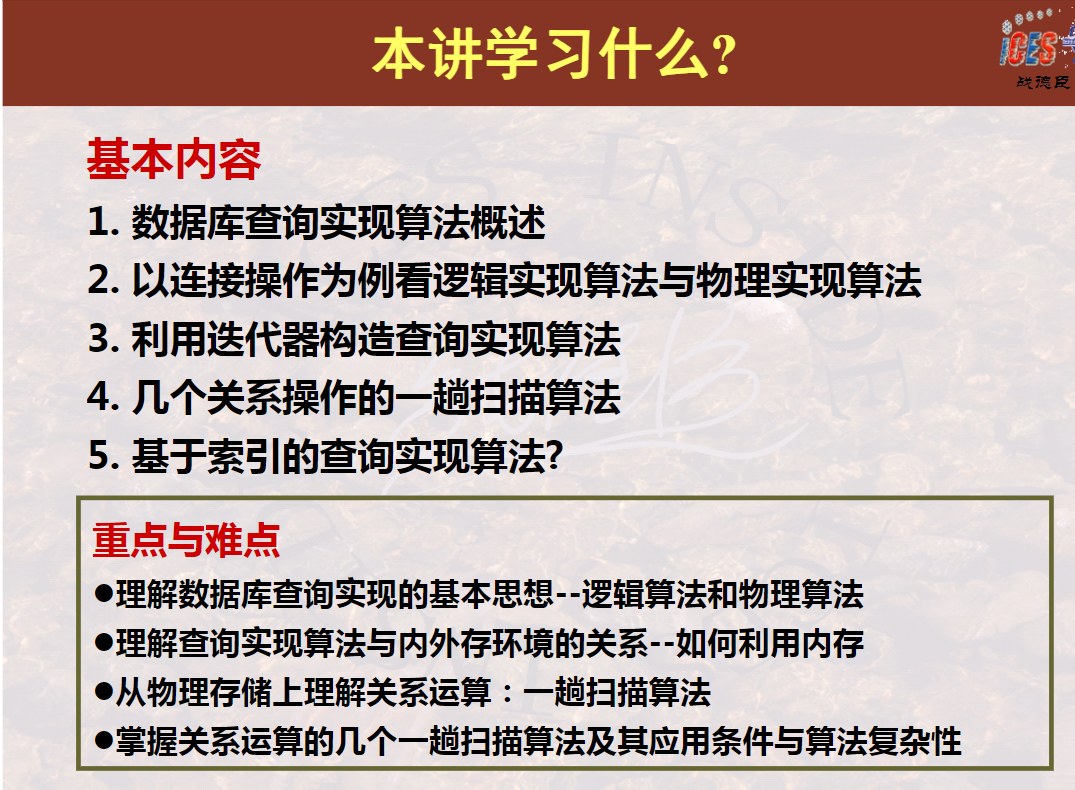 本讲学习什么?
iCES
战德臣
基本内容
1. 数据库查询实现算法概述
2. 以连接操作为例看逻辑实现算法与物理实现算法
3. 利用迭代器构造查询实现算法
4. 几个关系操作的一趟扫描算法
5. 基于索引的查询实现算法?
重点与难点
●理解数据库查询实现的基本思想--逻辑算法和物理算法
●理解查询实现算法与内外存环境的关系--如何利用内存
●从物理存储上理解关系运算：一趟扫描算法
●掌握关系运算的几个一趟扫描算法及其应用条件与算法复杂性